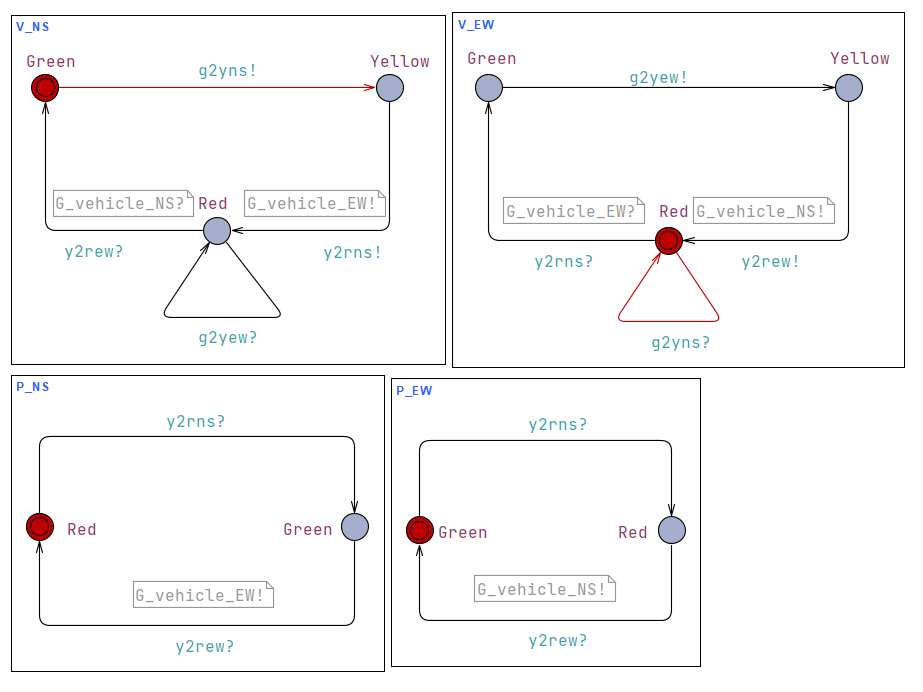 V_NS
Green
g2yns!
Yellow
G_vehicle_NS?
Red
G_vehicle_EW!
y2rew?
y2rns!
g2yew?
V_EW
Green
g2yew!
Yellow
G_vehicle_EW?
Red
G_vehicle_NS!
y2rns?
y2rew!
g2yns?
P_NS
y2rns?
Red
Green
G_vehicle_EW!
y2rew?
P_EW
y2rns?
Green
Red
G_vehicle_NS!
y2rew?